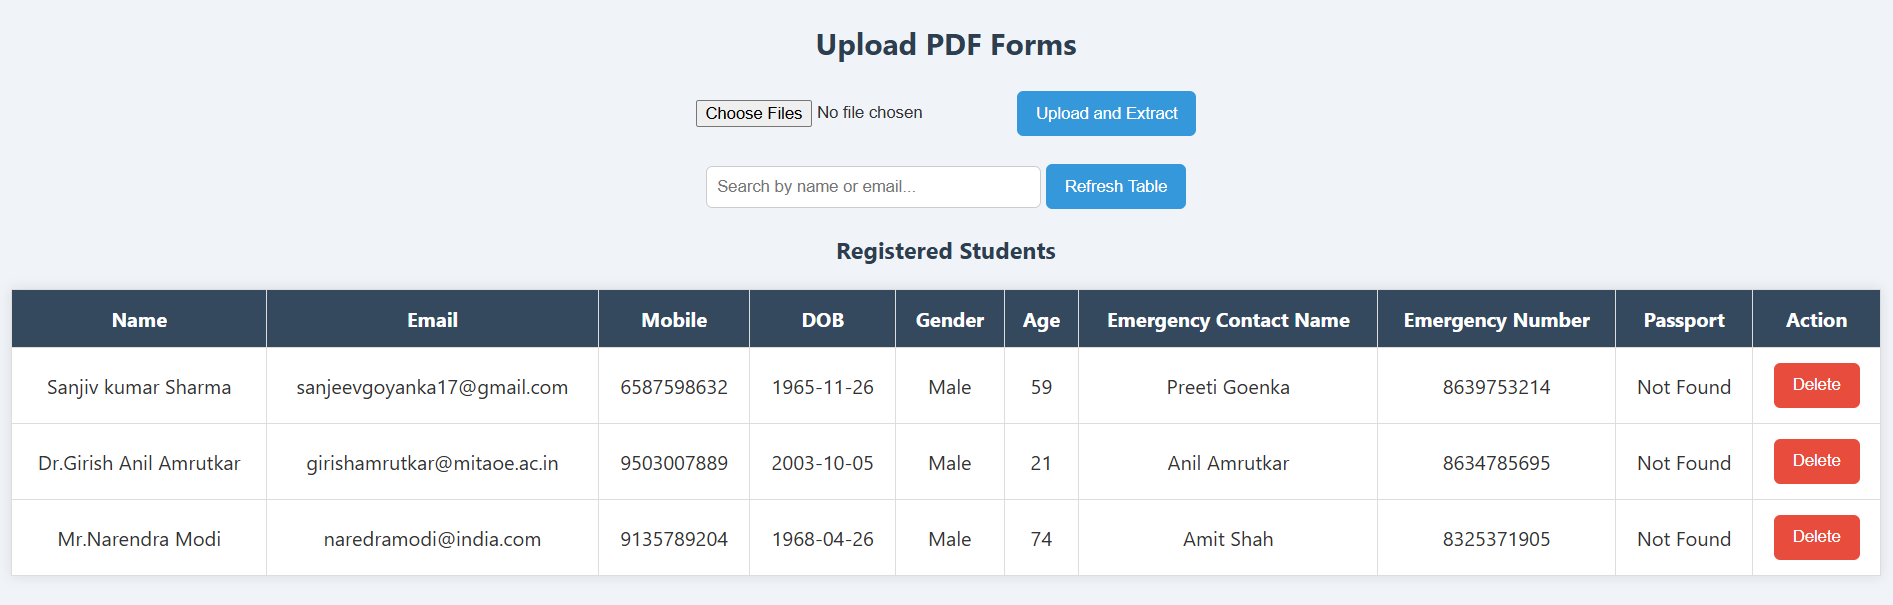 Upload PDF Forms
Choose Files No file chosen Upload and Extract
Search by name or email... Refresh Table
Registered Students
Name Email Mobile DOB Gender Age Emergency Contact Name Emergency Number Passport Action
Sanjiv kumar Sharma sanjeevgoyanka17@gmail.com 6587598632 1965-11-26 Male 59 Preeti Goenka 8639753214 Not Found Delete
Dr.Girish Anil Amrutkar girishamrutkar@mitaoe.ac.in 9503007889 2003-10-05 Male 21 Anil Amrutkar 8634785695 Not Found Delete
Mr.Narendra Modi naredramodi@india.com 9135789204 1968-04-26 Male 74 Amit Shah 8325371905 Not Found Delete